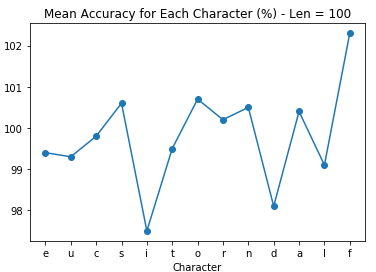 Mean Accuracy for Each Character (%) - Len = 100
102
101
100
99
98
e u c s i t o r n d a l f
Character